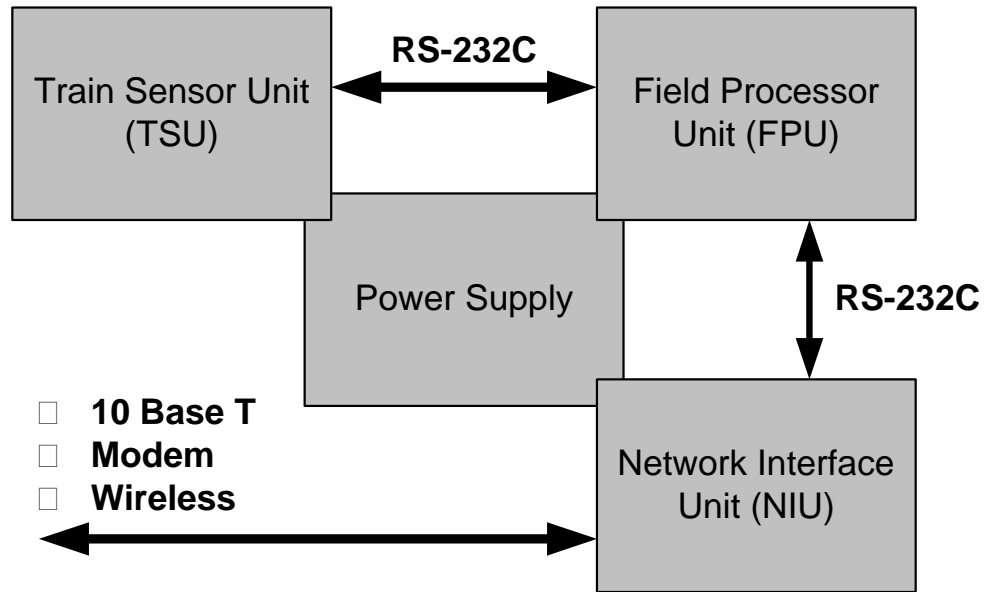 RS-232C
Train Sensor Unit
(TSU)
Field Processor
Unit (FPU)
Power Supply
RS-232C
□ 10 Base T
□ Modem
□ Wireless
Network Interface
Unit (NIU)